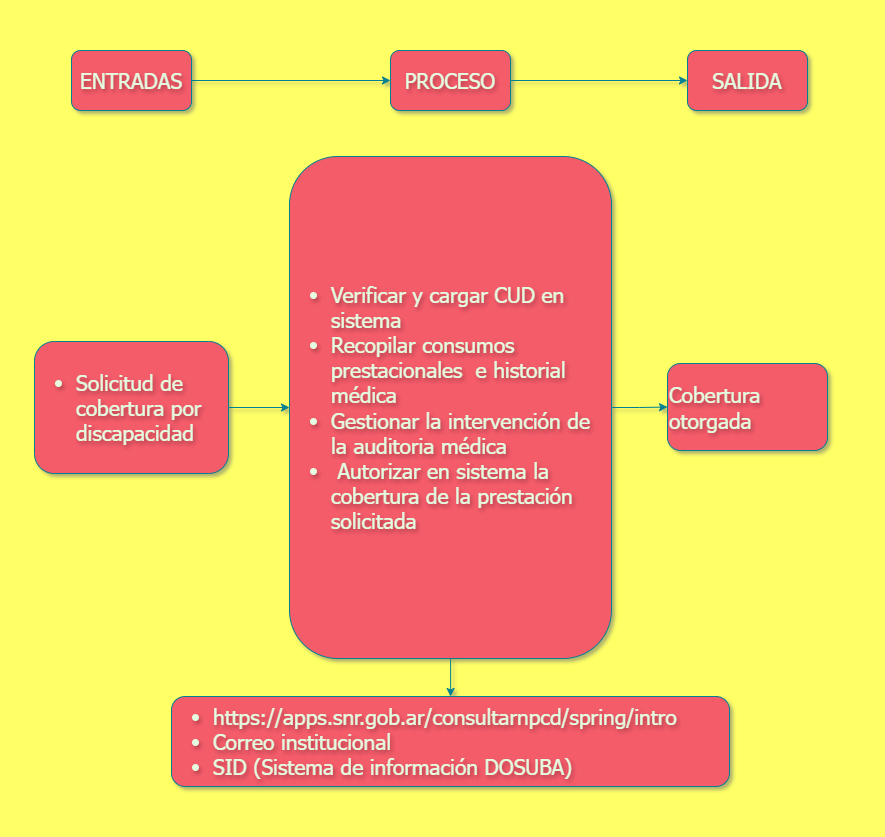 ENTRADAS
PROCESO
SALIDA
• Verificar y cargar CUD en
sistema
• Recopilar consumos
prestacionales e historial
médica
• Gestionar la intervención de
la auditoria médica
• Autorizar en sistema la
cobertura de la prestación
solicitada
• Solicitud de
cobertura por
discapacidad
Cobertura
otorgada
• https://apps.snr.gob.ar/consultarnpcd/spring/intro
• Correo institucional
• SID (Sistema de información DOSUBA)